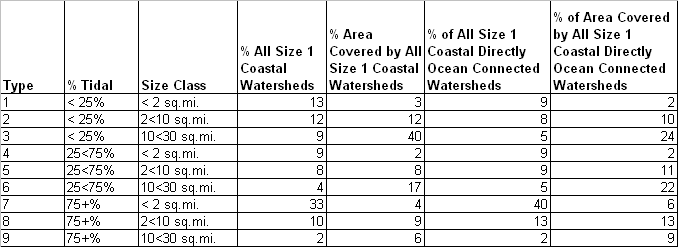 Type % Tidal Size Class % All Size 1 Coastal Watersheds % Area Covered by All Size 1 Coastal Watersheds % of All Size 1 Coastal Directly Ocean Connected Watersheds % of Area Covered by All Size 1 Coastal Directly Ocean Connected Watersheds
1 < 25% < 2 sq.mi. 13 3 9 2
2 < 25% 2<10 sq.mi. 12 12 8 10
3 < 25% 10<30 sq.mi. 9 40 5 24
4 25<75% < 2 sq.mi. 9 2 9 2
5 25<75% 2<10 sq.mi. 8 8 9 11
6 25<75% 10<30 sq.mi. 4 17 5 22
7 75+% < 2 sq.mi. 33 4 40 6
8 75+% 2<10 sq.mi. 10 9 13 13
9 75+% 10<30 sq.mi. 2 6 2 9